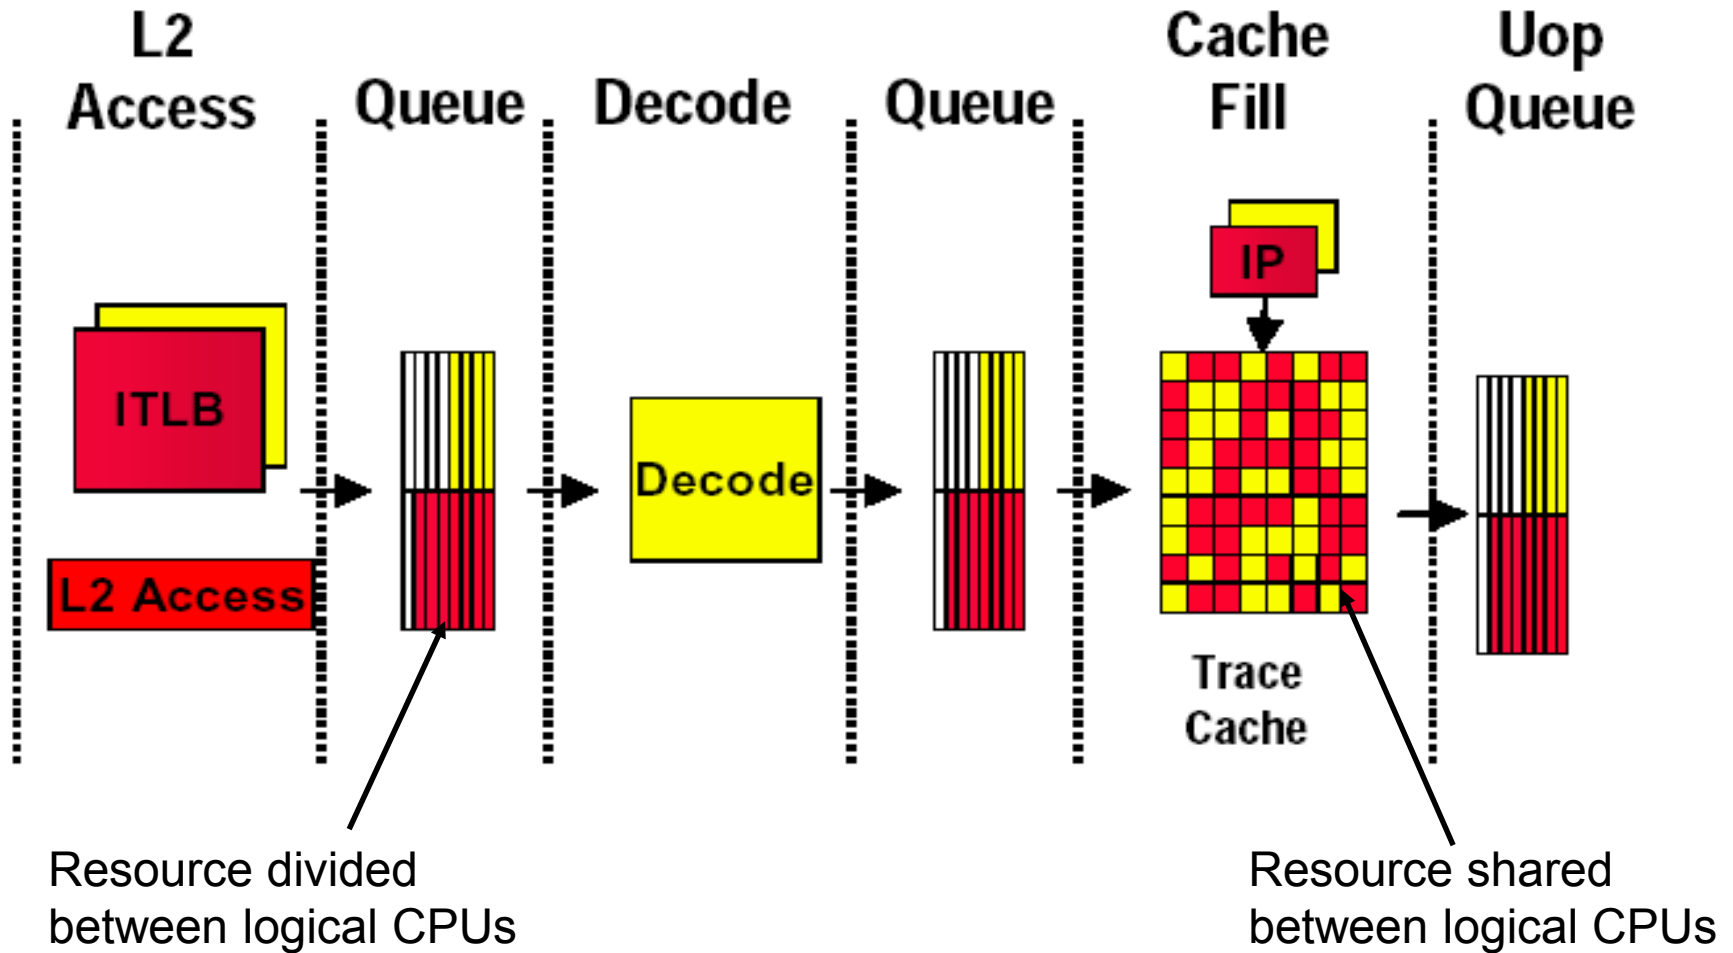 L2
Access
Queue
Decode
Queue
Cache
Fill
Uop
Queue
IP
ITLB
Decode
L2 Access
Trace
Cache
Resource divided
between logical CPUs
Resource shared
between logical CPUs